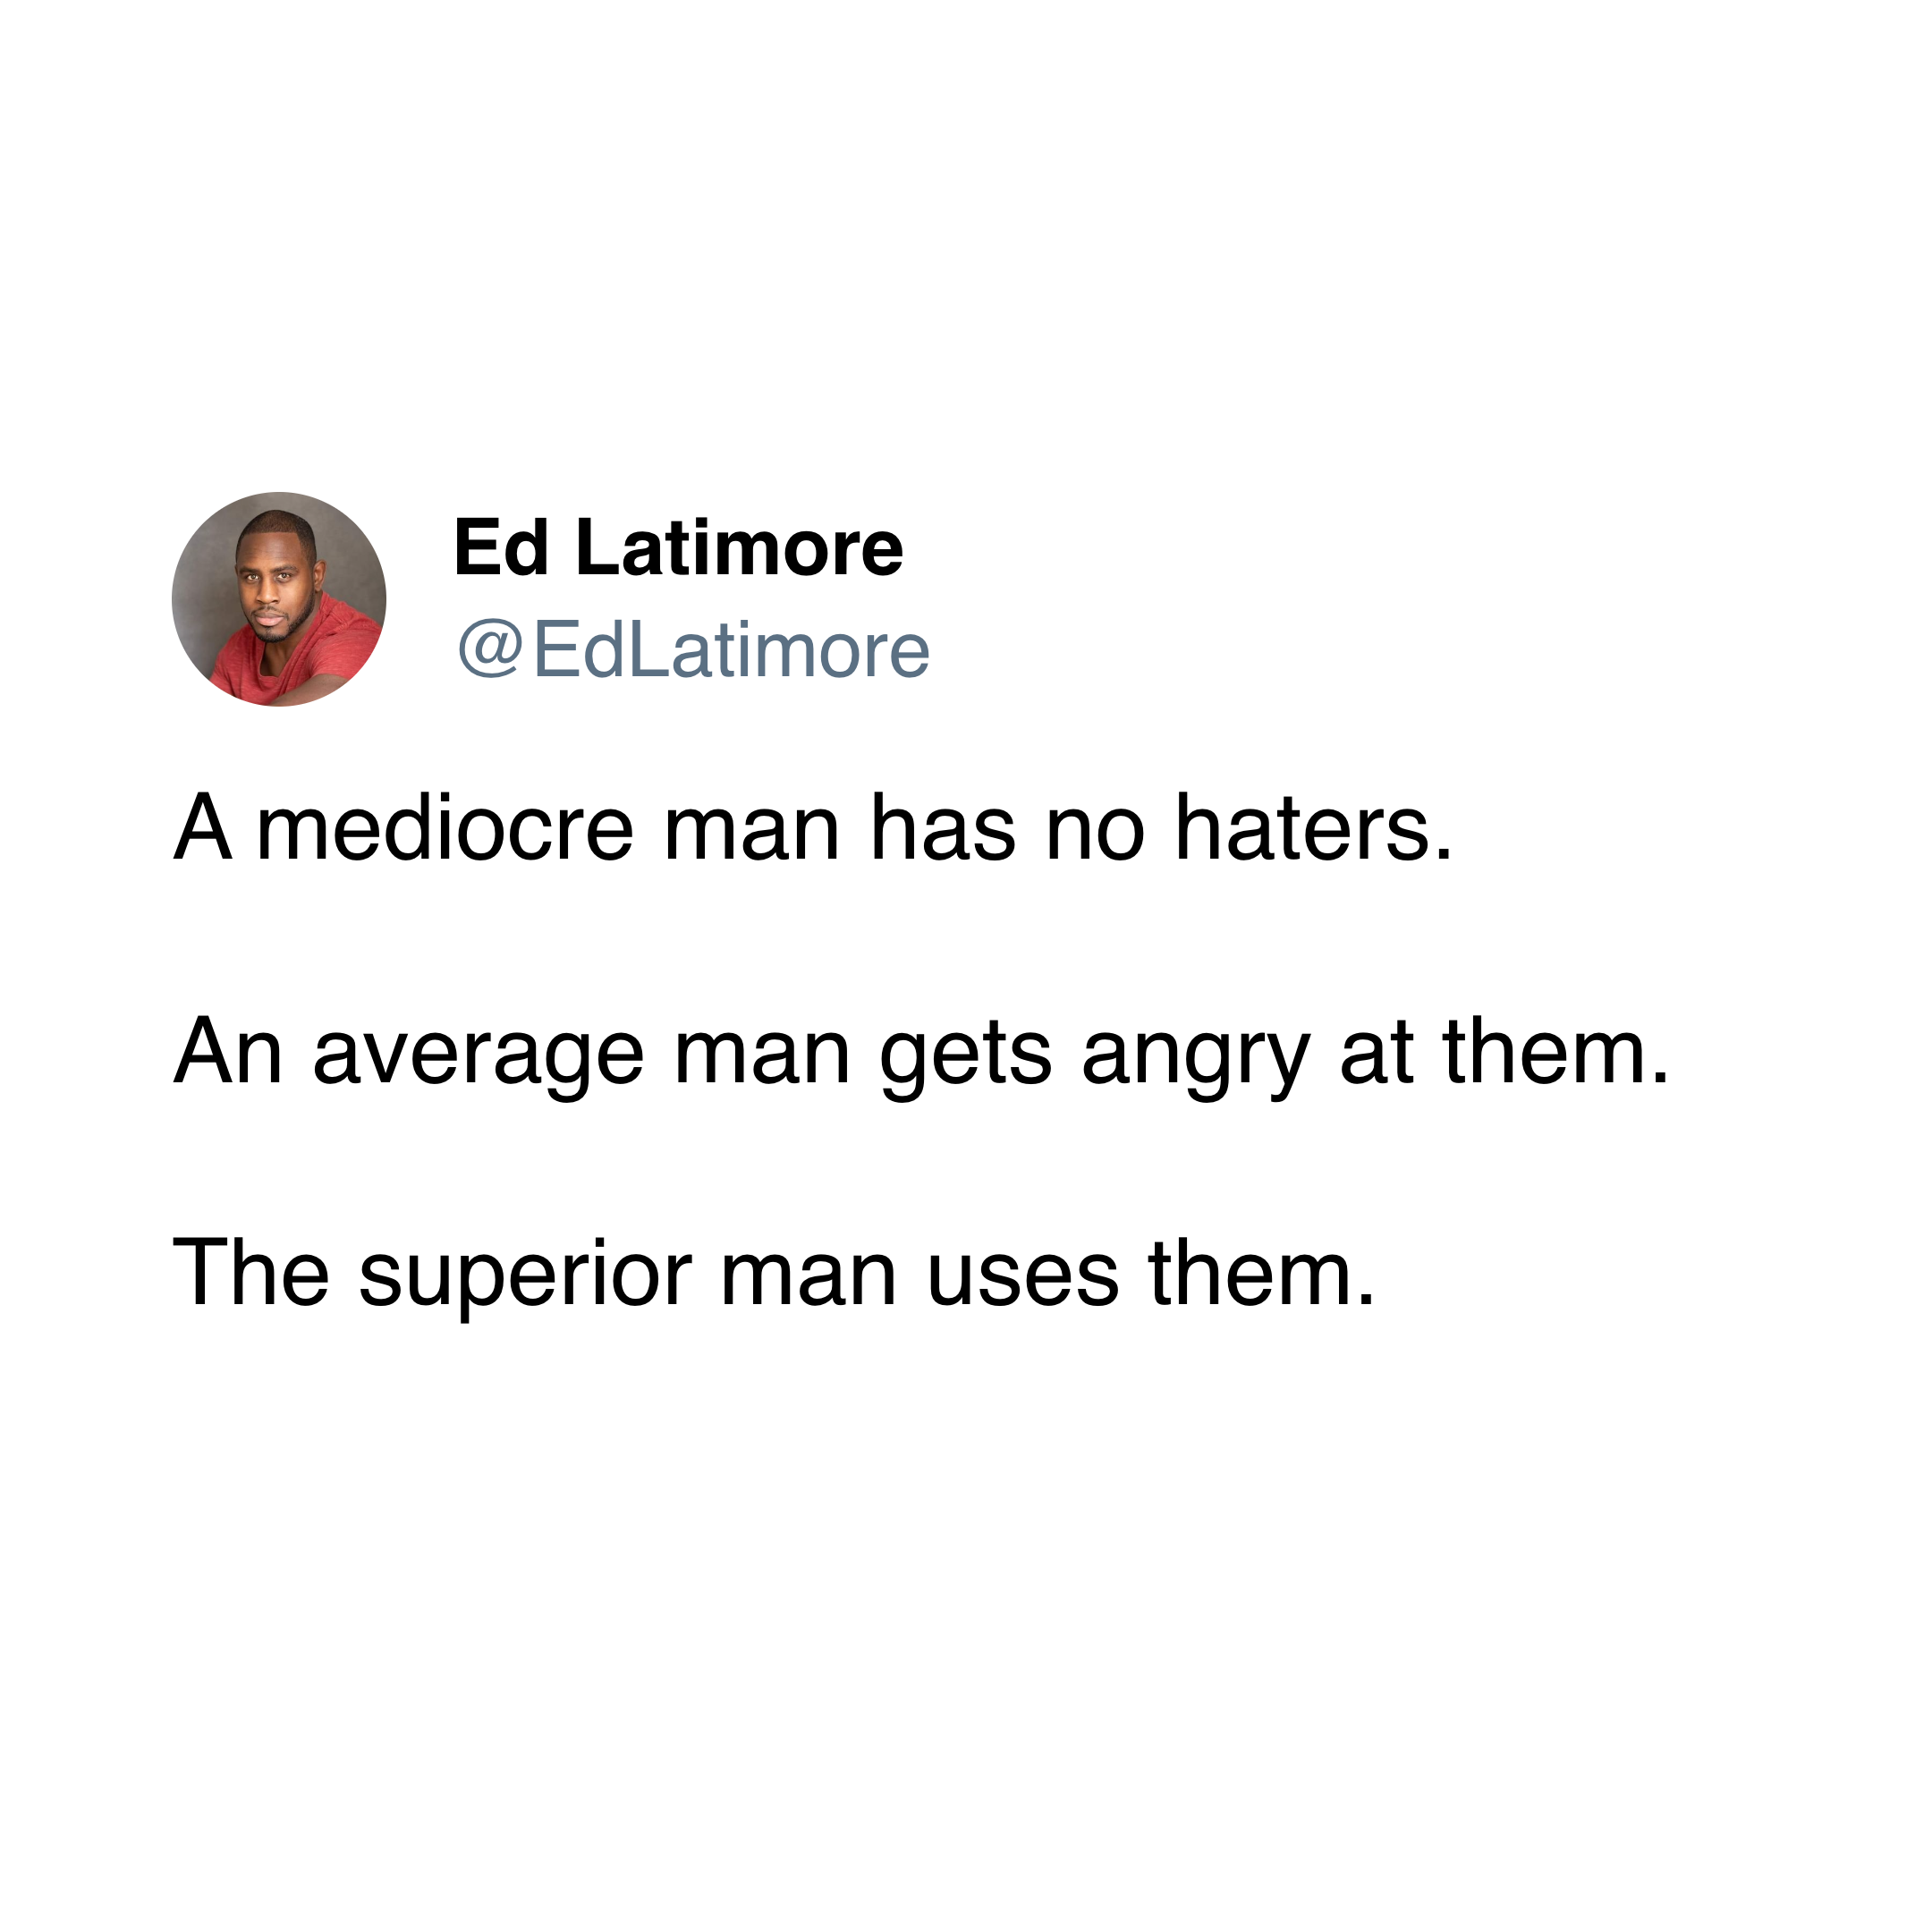 Ed Latimore
@EdLatimore
A mediocre man has no haters.
An average man gets angry at them.
The superior man uses them.